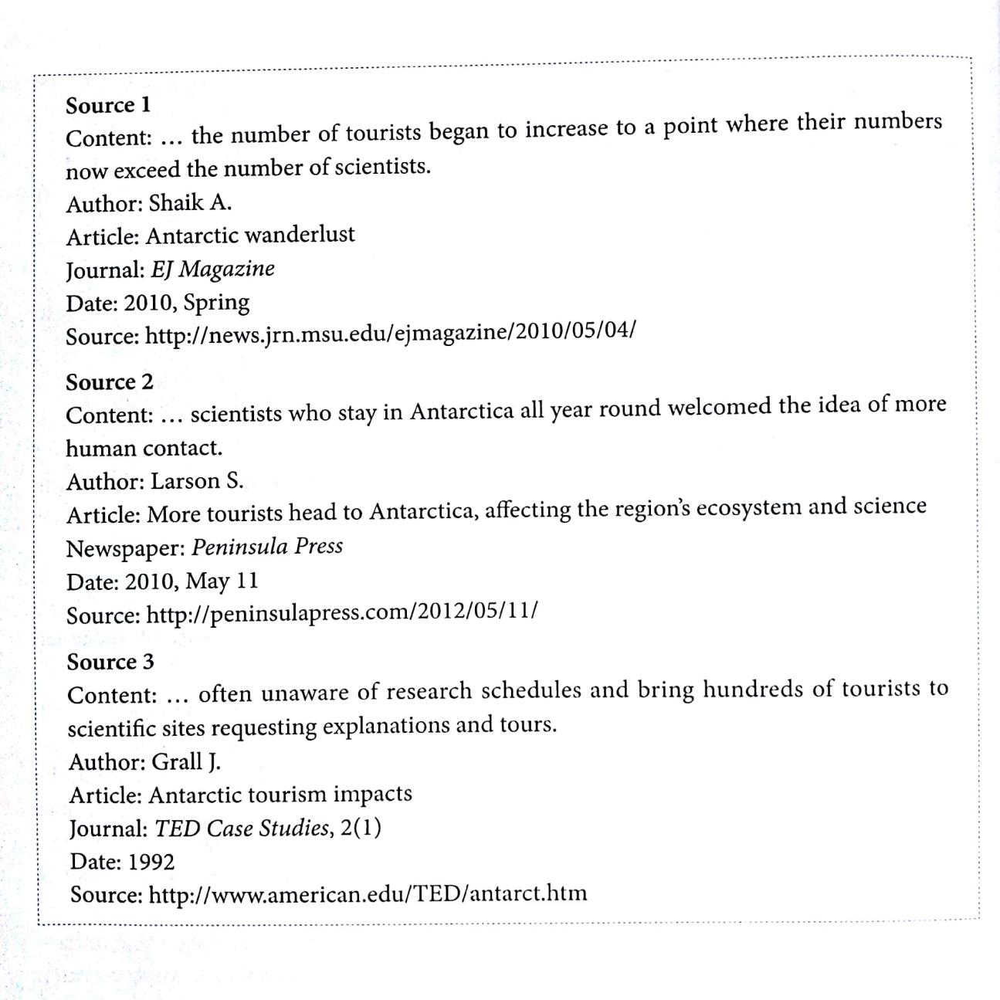 Source 1
Content: … the number of tourists began to increase to a point where their numbers
now exceed the number of scientists.
Author: Shaik A.
Article: Antarctic wanderlust
Journal: EJ Magazine
Date: 2010, Spring
Source: http://news.jrn.msu.edu/ejmagazine/2010/05/04/
Source 2
Content: … scientists who stay in Antarctica all year round welcomed the idea of more
human contact.
Author: Larson S.
Article: More tourists head to Antarctica, affecting the region's ecosystem and science
Newspaper: Peninsula Press
Date: 2010, May 11
Source: http://peninsulapress.com/2012/05/11/
Source 3
Content: … often unaware of research schedules and bring hundreds of tourists to
scientific sites requesting explanations and tours.
Author: Grall J.
Article: Antarctic tourism impacts
Journal: TED Case Studies, 2(1)
Date: 1992
Source: http://www.american.edu/TED/antarct.htm